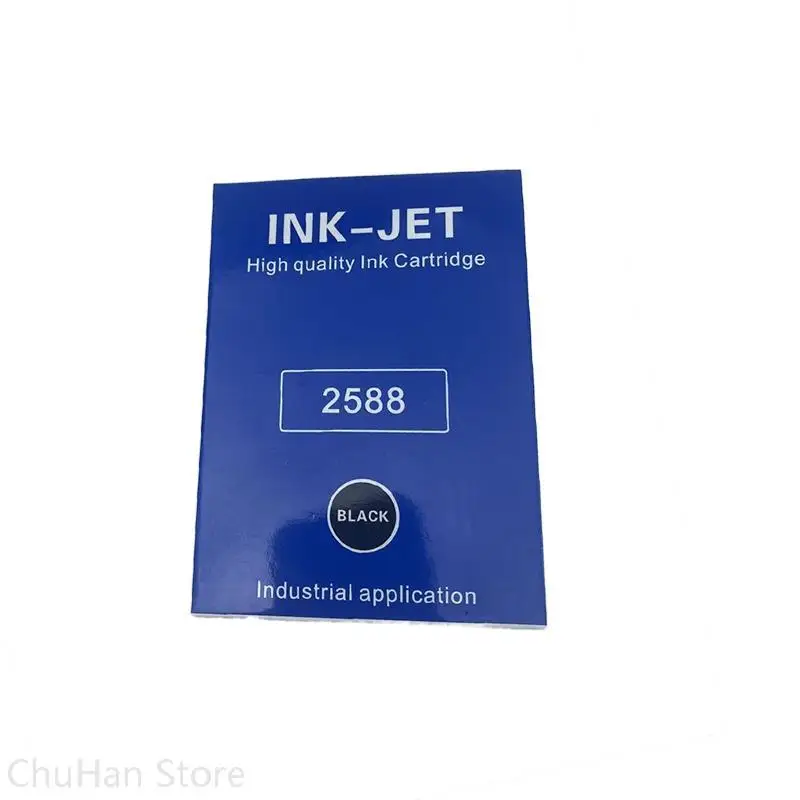 INK-JET
High quality Ink Cartridge
2588
BLACK
Industrial application
ChuHan Store